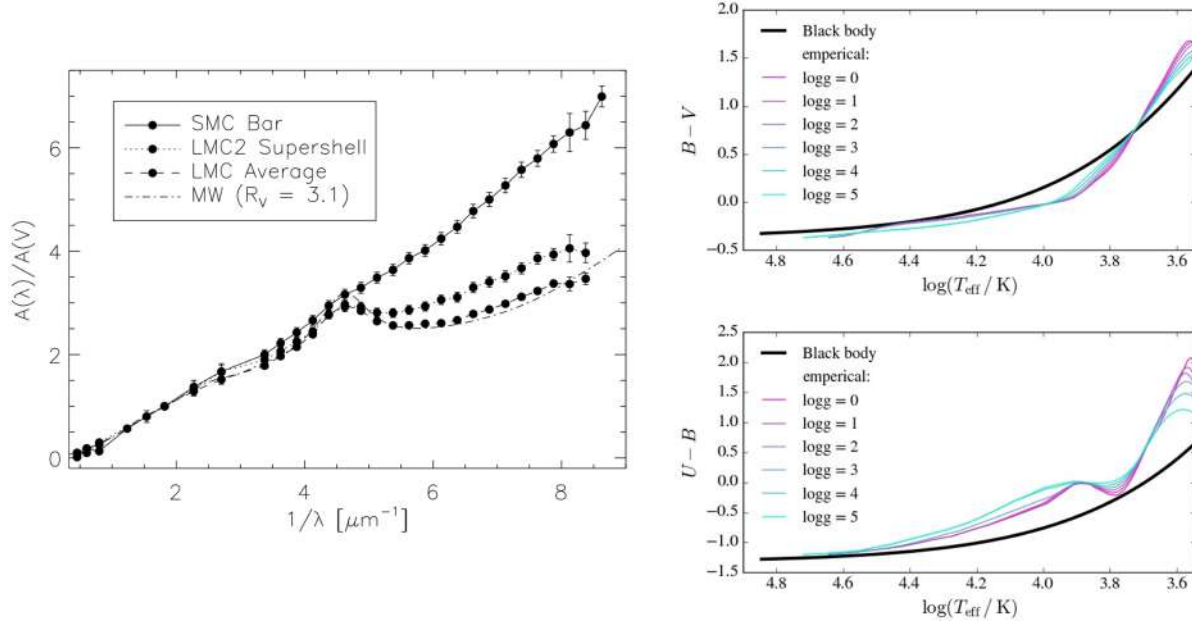 SMC Bar
LMC2 Supershell
LMC Average
MW (Rᵥ = 3.1)
A(λ)/A(V)
6
4
2
0
2
4
6
8
1/λ [μm⁻¹]
Black body
emperical:
logg = 0
logg = 1
logg = 2
logg = 3
logg = 4
logg = 5
B − V
2.0
1.5
1.0
0.5
0.0
−0.5
4.8
4.6
4.4
4.2
4.0
3.8
3.6
log(T_eff / K)
Black body
emperical:
logg = 0
logg = 1
logg = 2
logg = 3
logg = 4
logg = 5
U − B
2.5
2.0
1.5
1.0
0.5
0.0
−0.5
−1.0
−1.5
4.8
4.6
4.4
4.2
4.0
3.8
3.6
log(T_eff / K)